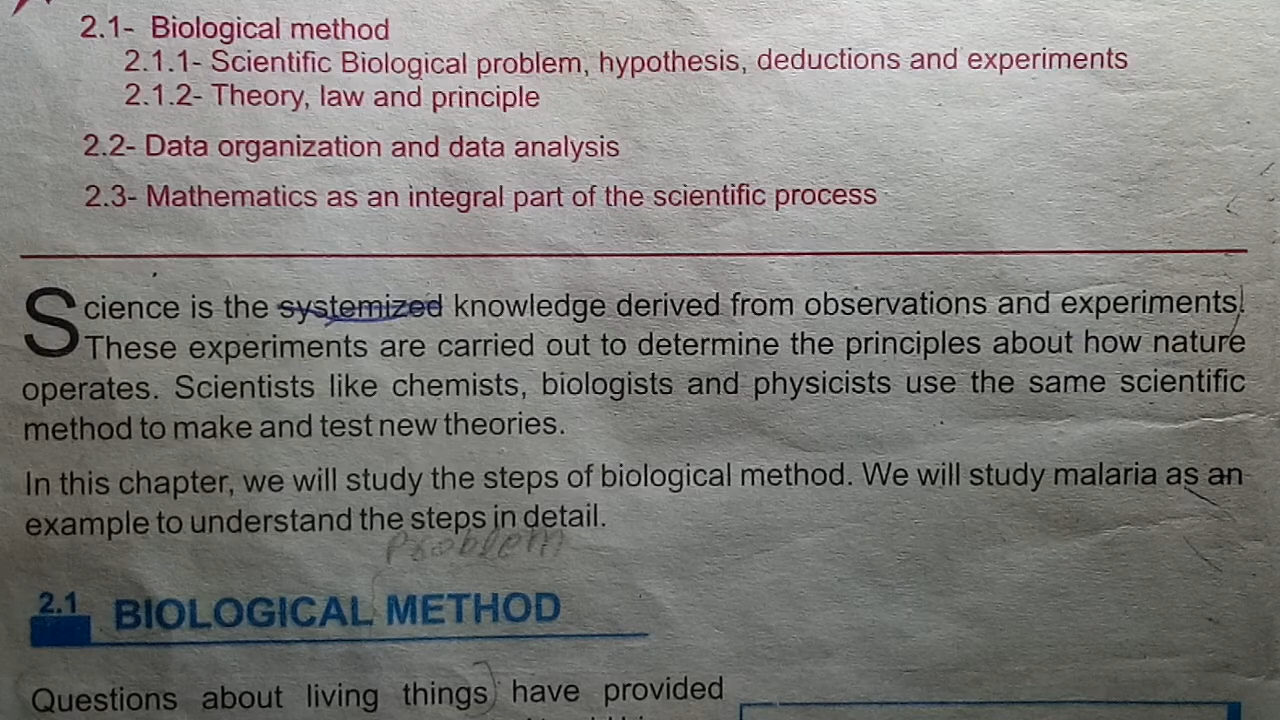 2.1- Biological method
2.1.1- Scientific Biological problem, hypothesis, deductions and experiments
2.1.2- Theory, law and principle
2.2- Data organization and data analysis
2.3- Mathematics as an integral part of the scientific process
Science is the systemized knowledge derived from observations and experiments.
These experiments are carried out to determine the principles about how nature
operates. Scientists like chemists, biologists and physicists use the same scientific
method to make and test new theories.
In this chapter, we will study the steps of biological method. We will study malaria as an
example to understand the steps in detail.
Problem
2.1 BIOLOGICAL METHOD
Questions about living things have provided